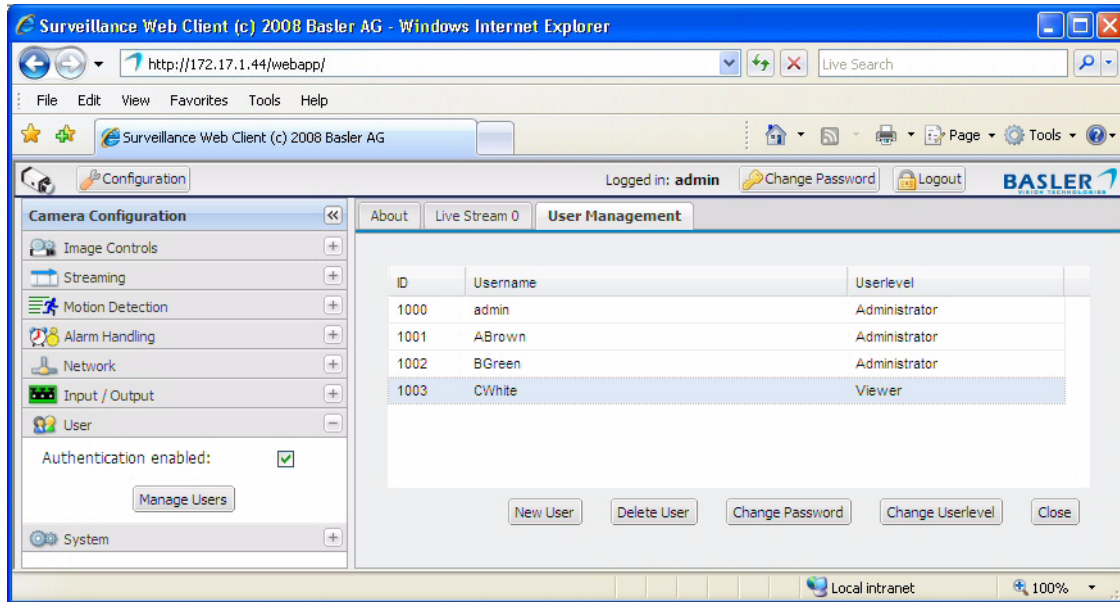 Surveillance Web Client (c) 2008 Basler AG - Windows Internet Explorer
http://172.17.1.44/webapp/
Live Search
File Edit View Favorites Tools Help
Surveillance Web Client (c) 2008 Basler AG
Page Tools
Configuration
Logged in: admin Change Password Logout
BASLER
VISION TECHNOLOGIES
Camera Configuration
About Live Stream 0 User Management
Image Controls
Streaming
Motion Detection
Alarm Handling
Network
Input / Output
User
Authentication enabled:
Manage Users
System
ID Username Userlevel
1000 admin Administrator
1001 ABrown Administrator
1002 BGreen Administrator
1003 CWhite Viewer
New User Delete User Change Password Change Userlevel Close
Local intranet 100%